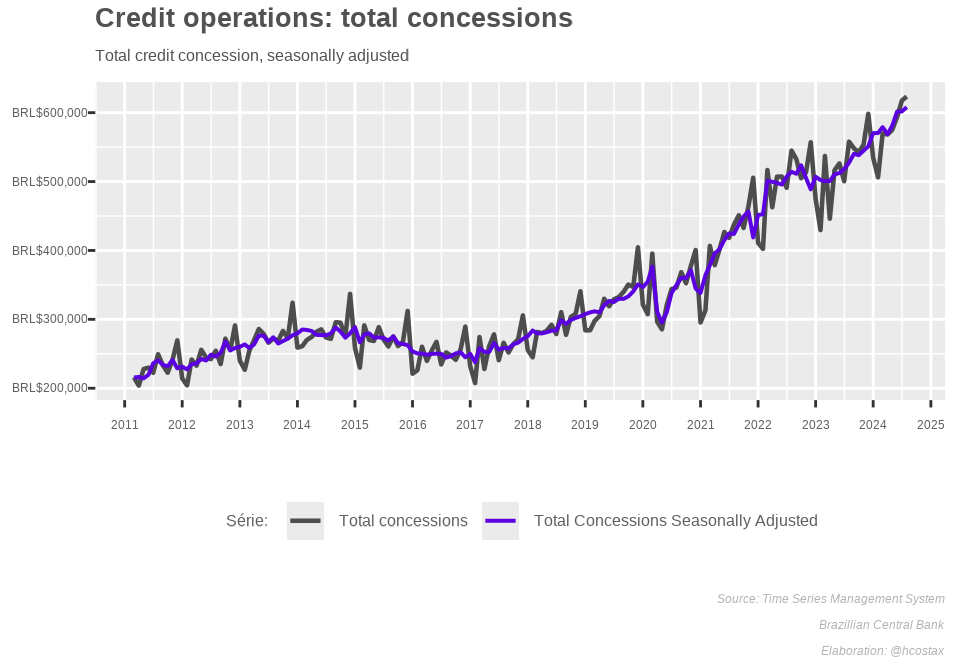 Credit operations: total concessions
Total credit concession, seasonally adjusted
BRL$600,000
BRL$500,000
BRL$400,000
BRL$300,000
BRL$200,000
2011 2012 2013 2014 2015 2016 2017 2018 2019 2020 2021 2022 2023 2024 2025
Série: Total concessions Total Concessions Seasonally Adjusted
Source: Time Series Management System
Brazillian Central Bank
Elaboration: @hcostax